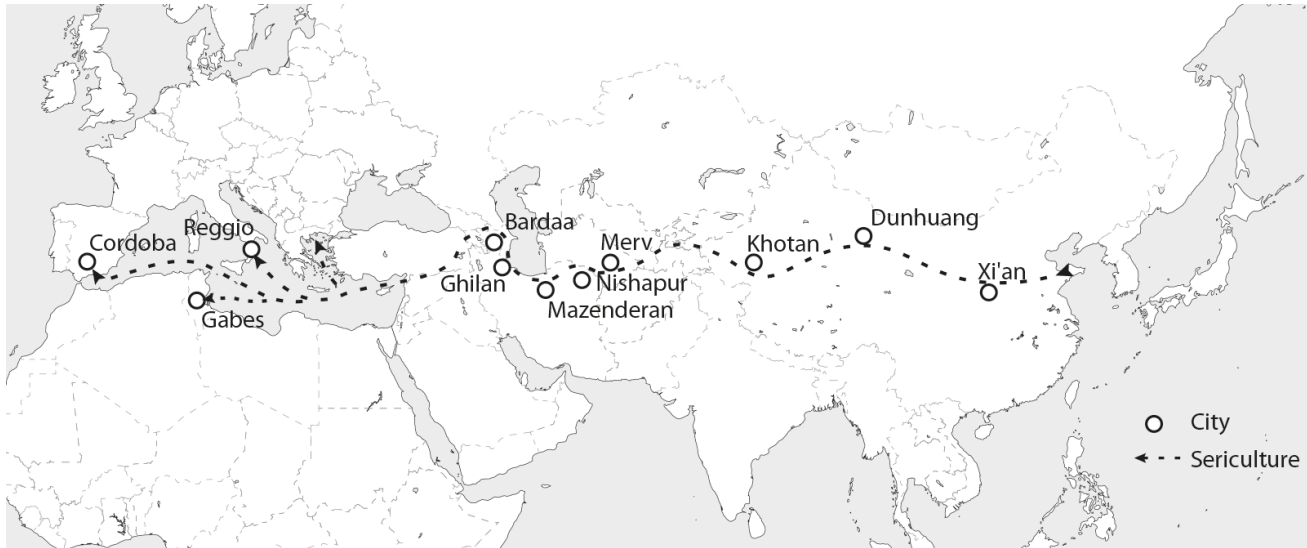 Bardaa
Dunhuang
Reggio
Merv
Khotan
Cordoba
Xi'an
Ghilan
Nishapur
Mazenderan
Gabes
City
Sericulture